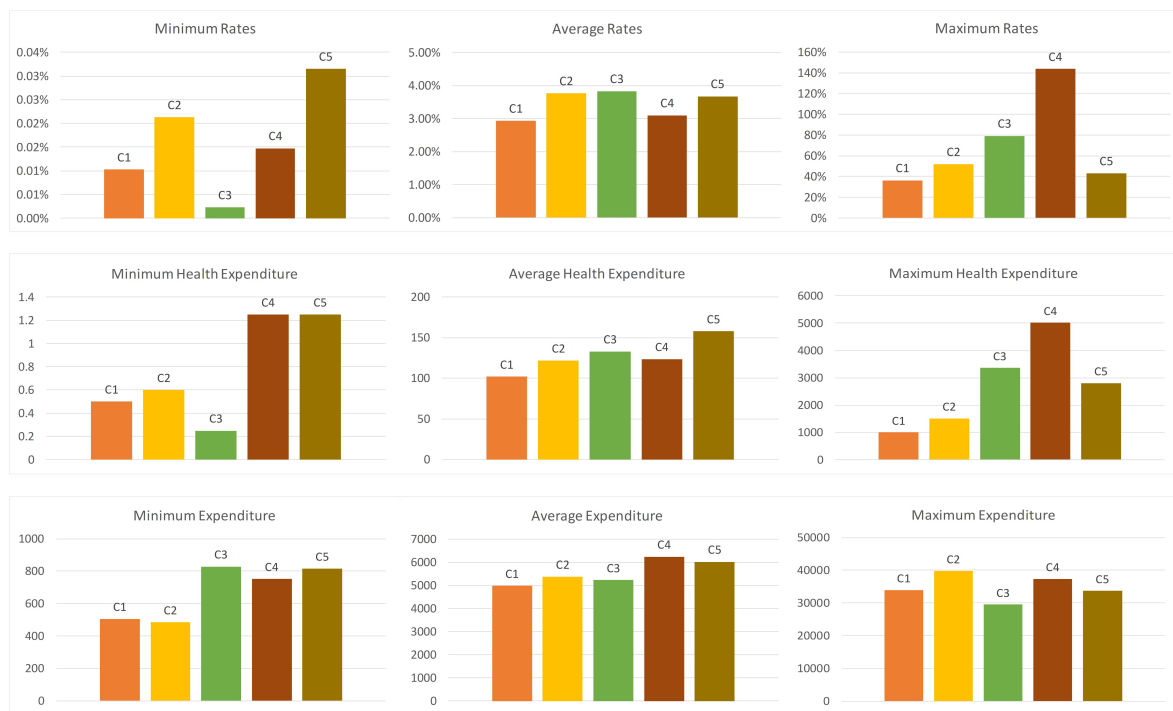 Minimum Rates
0.04%
0.03%
0.03%
0.02%
0.02%
0.01%
0.01%
0.00%
C1
C2
C3
C4
C5
Average Rates
5.00%
4.00%
3.00%
2.00%
1.00%
0.00%
C1
C2
C3
C4
C5
Maximum Rates
160%
140%
120%
100%
80%
60%
40%
20%
0%
C1
C2
C3
C4
C5
Minimum Health Expenditure
1.4
1.2
1
0.8
0.6
0.4
0.2
0
C1
C2
C3
C4
C5
Average Health Expenditure
200
150
100
50
0
C1
C2
C3
C4
C5
Maximum Health Expenditure
6000
5000
4000
3000
2000
1000
0
C1
C2
C3
C4
C5
Minimum Expenditure
1000
800
600
400
200
0
C1
C2
C3
C4
C5
Average Expenditure
7000
6000
5000
4000
3000
2000
1000
0
C1
C2
C3
C4
C5
Maximum Expenditure
50000
40000
30000
20000
10000
0
C1
C2
C3
C4
C5